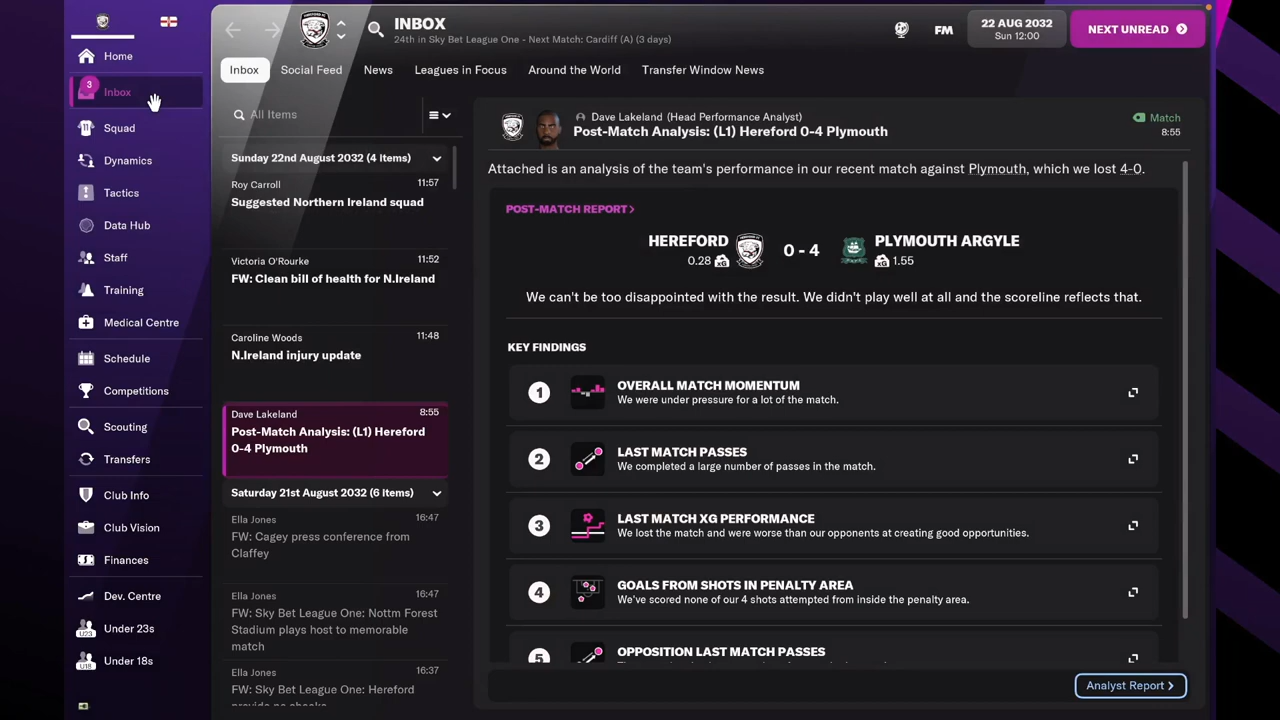 INBOX
24th in Sky Bet League One - Next Match: Cardiff (A) (3 days)
FM
22 AUG 2032
Sun 12:00
NEXT UNREAD
Home
3
Inbox
Squad
Dynamics
Tactics
Data Hub
Staff
Training
Medical Centre
Schedule
Competitions
Scouting
Transfers
Club Info
Club Vision
Finances
Dev. Centre
U23
Under 23s
U18
Under 18s
Inbox
Social Feed
News
Leagues in Focus
Around the World
Transfer Window News
All Items
Sunday 22nd August 2032 (4 Items)
Roy Carroll
11:57
Suggested Northern Ireland squad
Victoria O'Rourke
11:52
FW: Clean bill of health for N.Ireland
Caroline Woods
11:48
N.Ireland injury update
Dave Lakeland
8:55
Post-Match Analysis: (L1) Hereford
0-4 Plymouth
Saturday 21st August 2032 (6 Items)
Ella Jones
16:47
FW: Cagey press conference from
Claffey
Ella Jones
16:47
FW: Sky Bet League One: Nottm Forest
Stadium plays host to memorable
match
Ella Jones
16:37
FW: Sky Bet League One: Hereford
Dave Lakeland (Head Performance Analyst)
Post-Match Analysis: (L1) Hereford 0-4 Plymouth
Match
8:55
Attached is an analysis of the team's performance in our recent match against Plymouth, which we lost 4-0.
POST-MATCH REPORT
HEREFORD
0.28 xG
0 - 4
PLYMOUTH ARGYLE
xG 1.55
We can't be too disappointed with the result. We didn't play well at all and the scoreline reflects that.
KEY FINDINGS
1
OVERALL MATCH MOMENTUM
We were under pressure for a lot of the match.
2
LAST MATCH PASSES
We completed a large number of passes in the match.
3
LAST MATCH XG PERFORMANCE
We lost the match and were worse than our opponents at creating good opportunities.
4
GOALS FROM SHOTS IN PENALTY AREA
We've scored none of our 4 shots attempted from inside the penalty area.
5
OPPOSITION LAST MATCH PASSES
Analyst Report